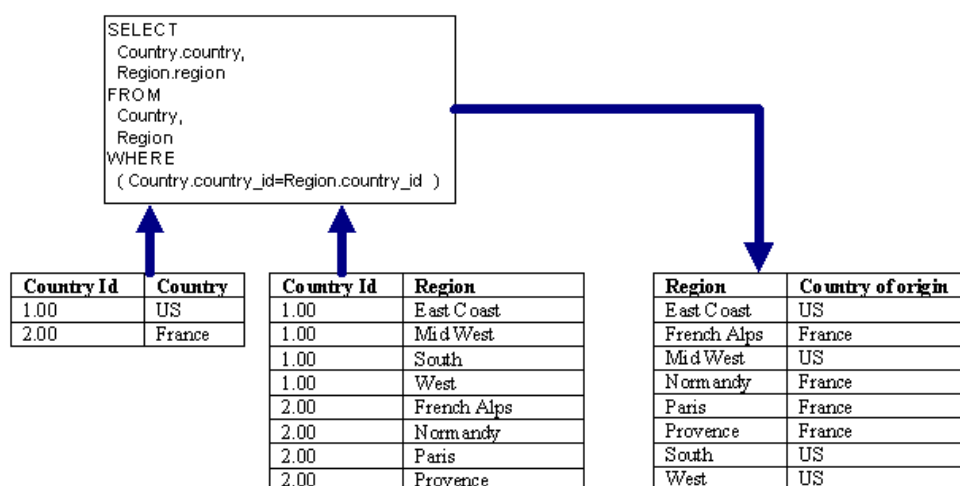 SELECT
Country.country,
Region.region
FROM
Country,
Region
WHERE
( Country.country_id=Region.country_id )
Country Id Country
1.00 US
2.00 France
Country Id Region
1.00 East Coast
1.00 Mid West
1.00 South
1.00 West
2.00 French Alps
2.00 Normandy
2.00 Paris
2.00 Provence
Region Country of origin
East Coast US
French Alps France
Mid West US
Normandy France
Paris France
Provence France
South US
West US